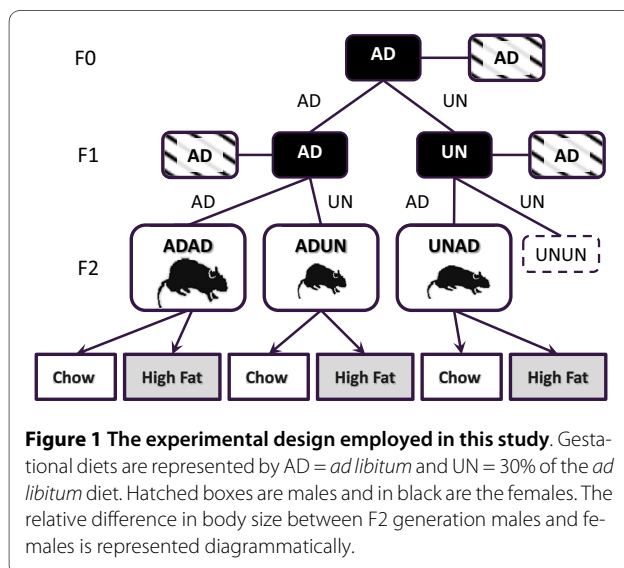 F0 AD AD
AD UN
F1 AD AD UN AD
AD UN AD UN
F2 ADAD ADUN UNAD UNUN
Chow High Fat Chow High Fat Chow High Fat
Figure 1 The experimental design employed in this study. Gesta-
tional diets are represented by AD = ad libitum and UN = 30% of the ad
libitum diet. Hatched boxes are males and in black are the females. The
relative difference in body size between F2 generation males and fe-
males is represented diagrammatically.